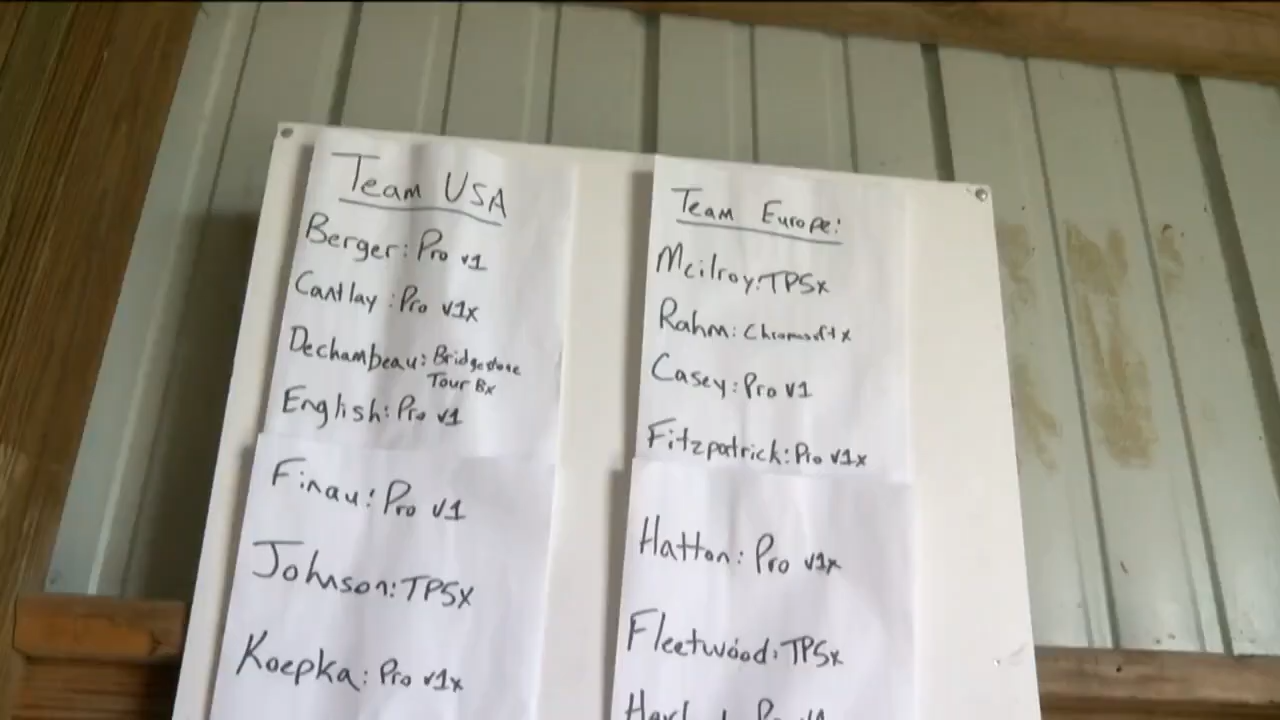 Team USA
Berger: Pro v1
Cantlay: Pro v1x
Dechambeau: Bridgestone
Tour Bx
English: Pro v1
Finau: Pro v1
Johnson: TP5x
Koepka: Pro v1x
Team Europe:
Mcilroy: TP5x
Rahm: Chromosoft x
Casey: Pro v1
Fitzpatrick: Pro v1x
Hatton: Pro v1x
Fleetwood: TP5x